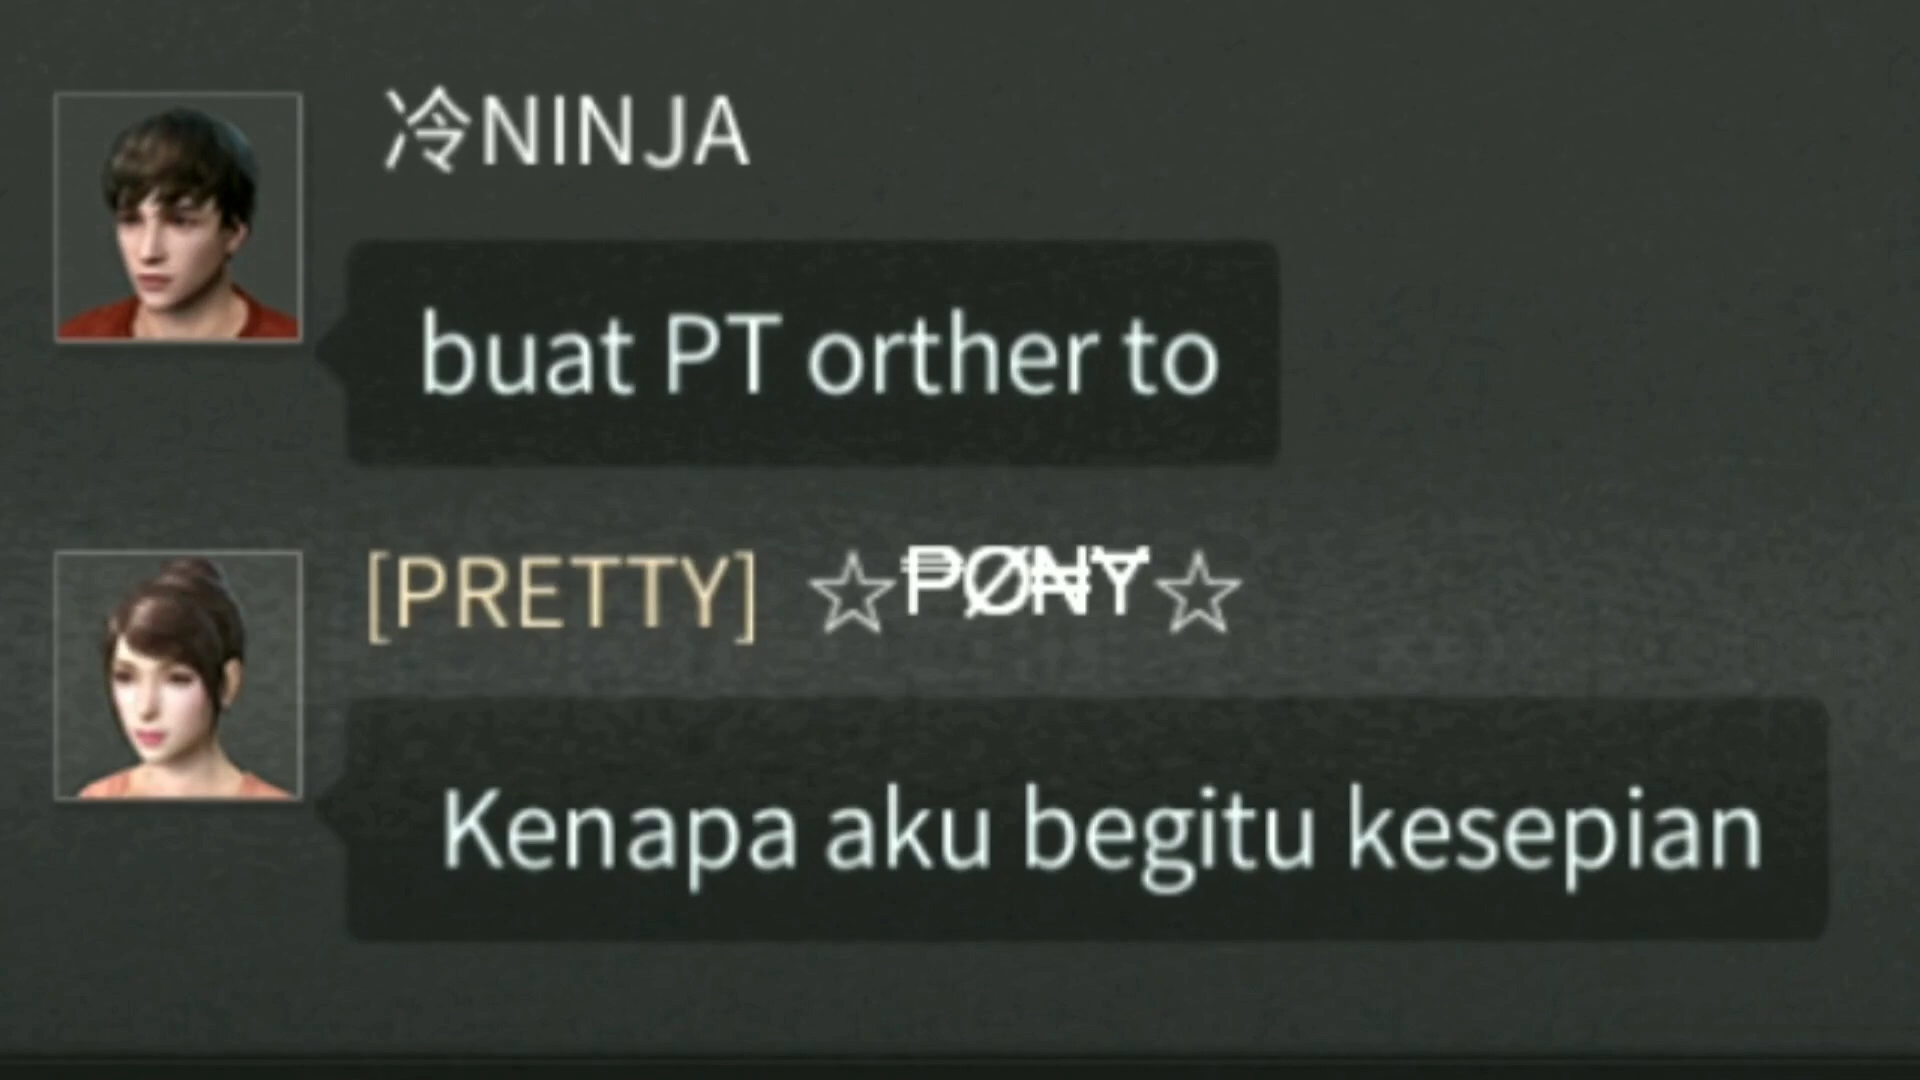 冷NINJA
buat PT orther to
[PRETTY] ☆₱Ø₦Ɏ☆
Kenapa aku begitu kesepian